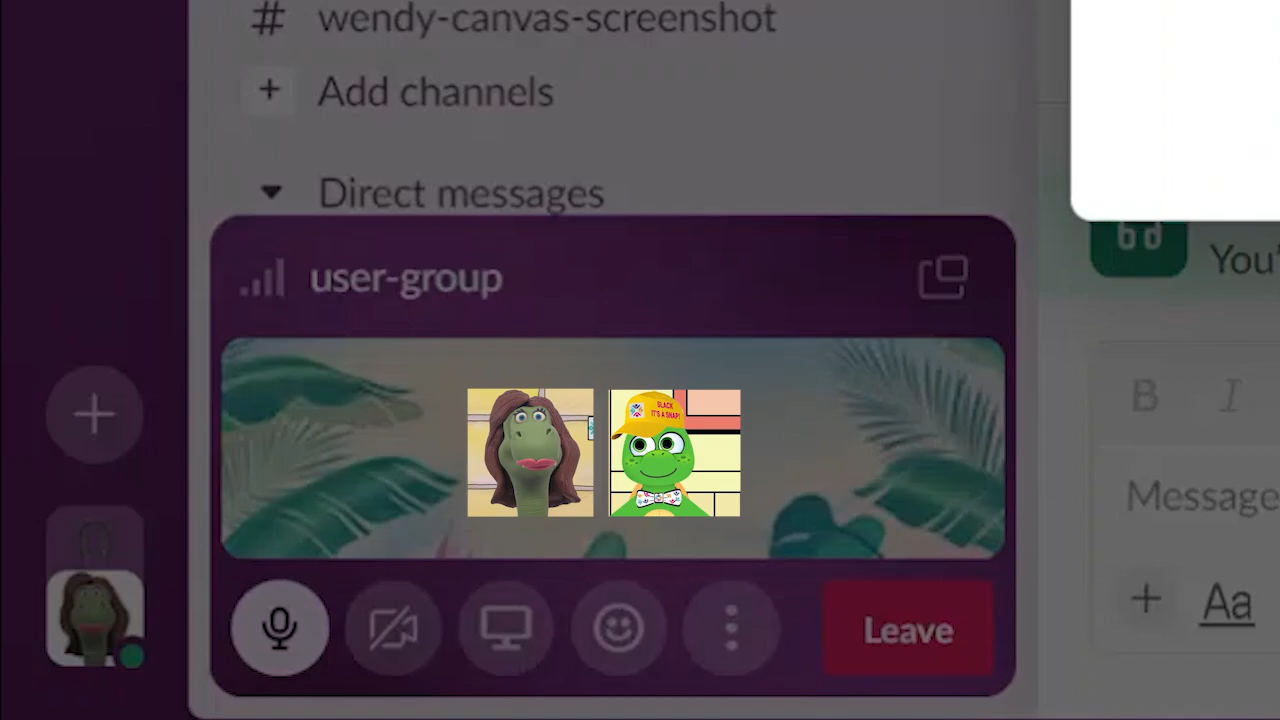 # wendy-canvas-screenshot
+ Add channels
Direct messages
user-group
SLACK
IT'S A SNAP!
Leave
You'
B I
Message
+ Aa